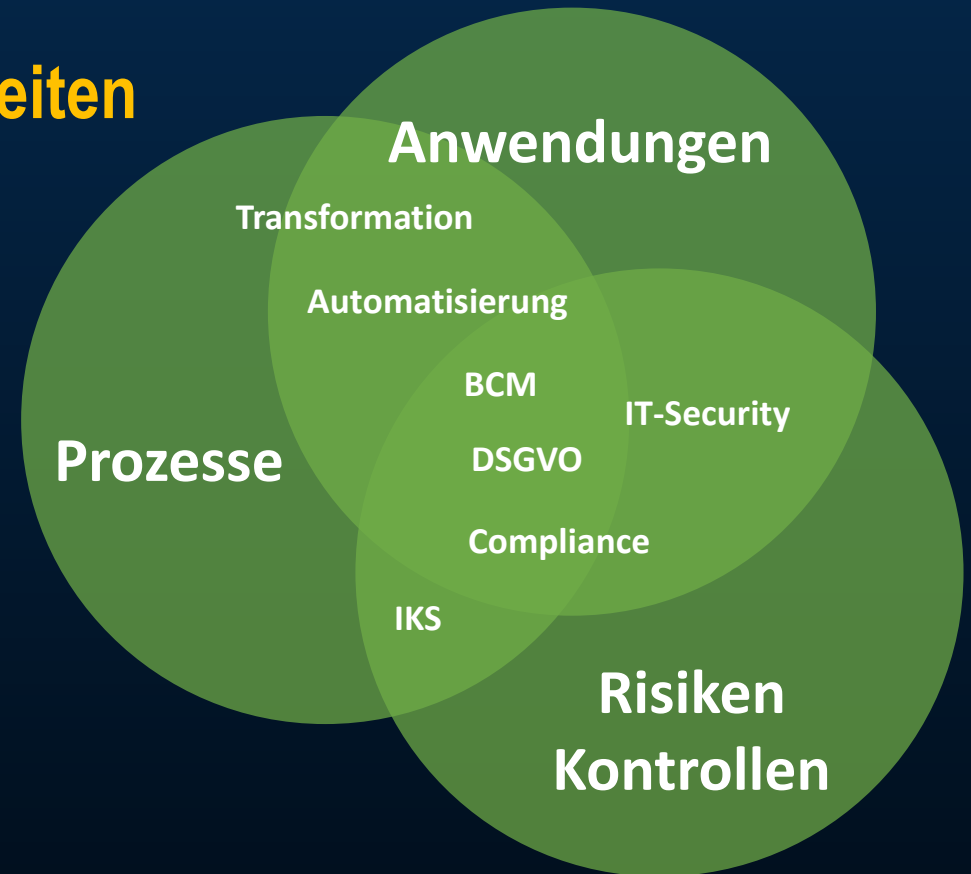 eiten
Anwendungen
Transformation
Automatisierung
BCM
IT-Security
Prozesse
DSGVO
Compliance
IKS
Risiken
Kontrollen